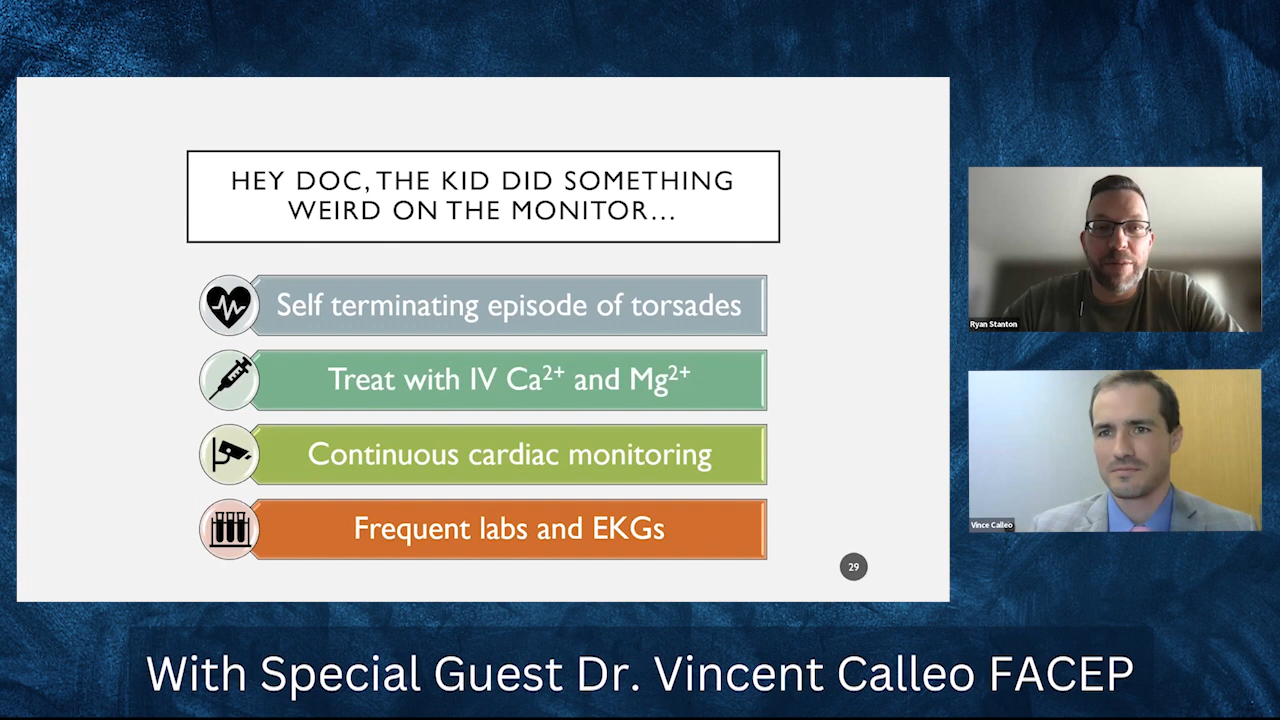 HEY DOC, THE KID DID SOMETHING
WEIRD ON THE MONITOR...
Self terminating episode of torsades
Treat with IV Ca²⁺ and Mg²⁺
Continuous cardiac monitoring
Frequent labs and EKGs
29
Ryan Stanton
Vince Calleo
With Special Guest Dr. Vincent Calleo FACEP